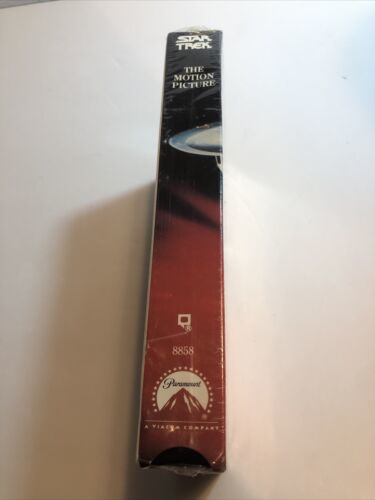 STAR
TREK
THE
MOTION
PICTURE
®
8858
Paramount
®
A VIACOM COMPANY